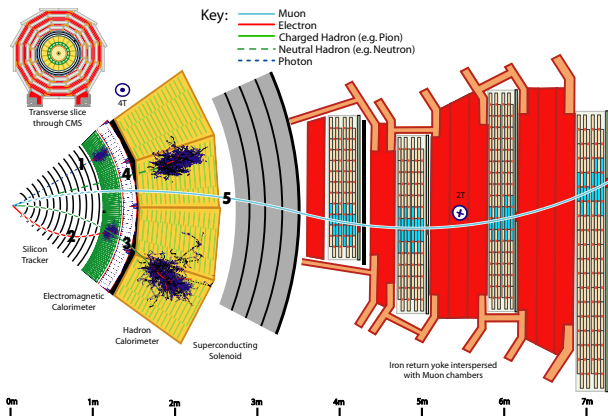 Key:
Muon
Electron
Charged Hadron (e.g. Pion)
Neutral Hadron (e.g. Neutron)
Photon
Transverse slice
through CMS
4T
1
4
5
2
3
2T
Silicon
Tracker
Electromagnetic
Calorimeter
Hadron
Calorimeter
Superconducting
Solenoid
Iron return yoke interspersed
with Muon chambers
0m 1m 2m 3m 4m 5m 6m 7m